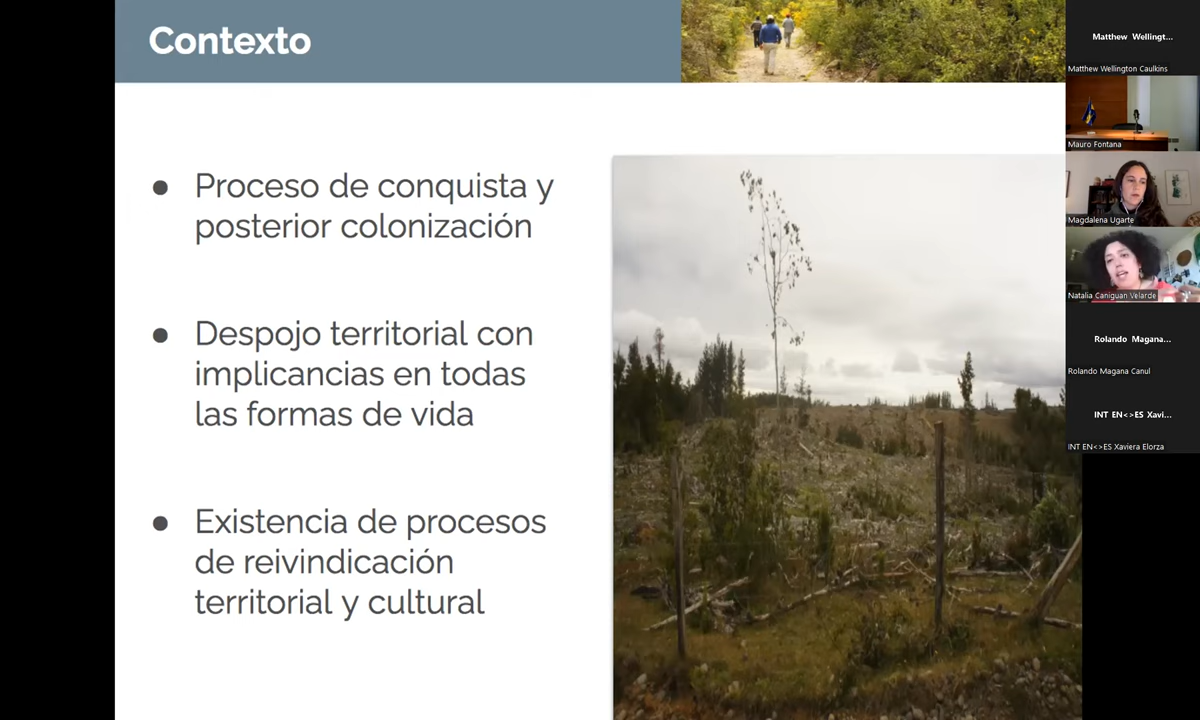 Contexto
● Proceso de conquista y
posterior colonización
● Despojo territorial con
implicancias en todas
las formas de vida
● Existencia de procesos
de reivindicación
territorial y cultural
Matthew Wellingt...
Matthew Wellington Caulkins
Mauro Fontana
Magdalena Ugarte
Natalia Caniguan Velarde
Rolando Magana...
Rolando Magana Canul
INT EN<>ES Xavi...
INT EN<>ES Xaviera Elorza